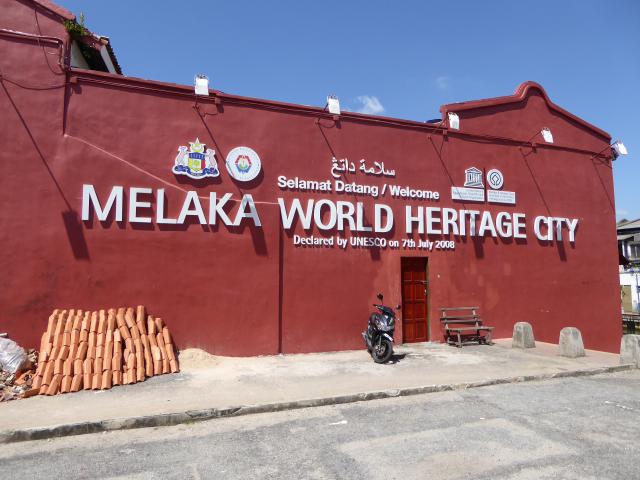 سلامة داتڠ
Selamat Datang / Welcome
MELAKA WORLD HERITAGE CITY
Declared by UNESCO on 7th July 2008